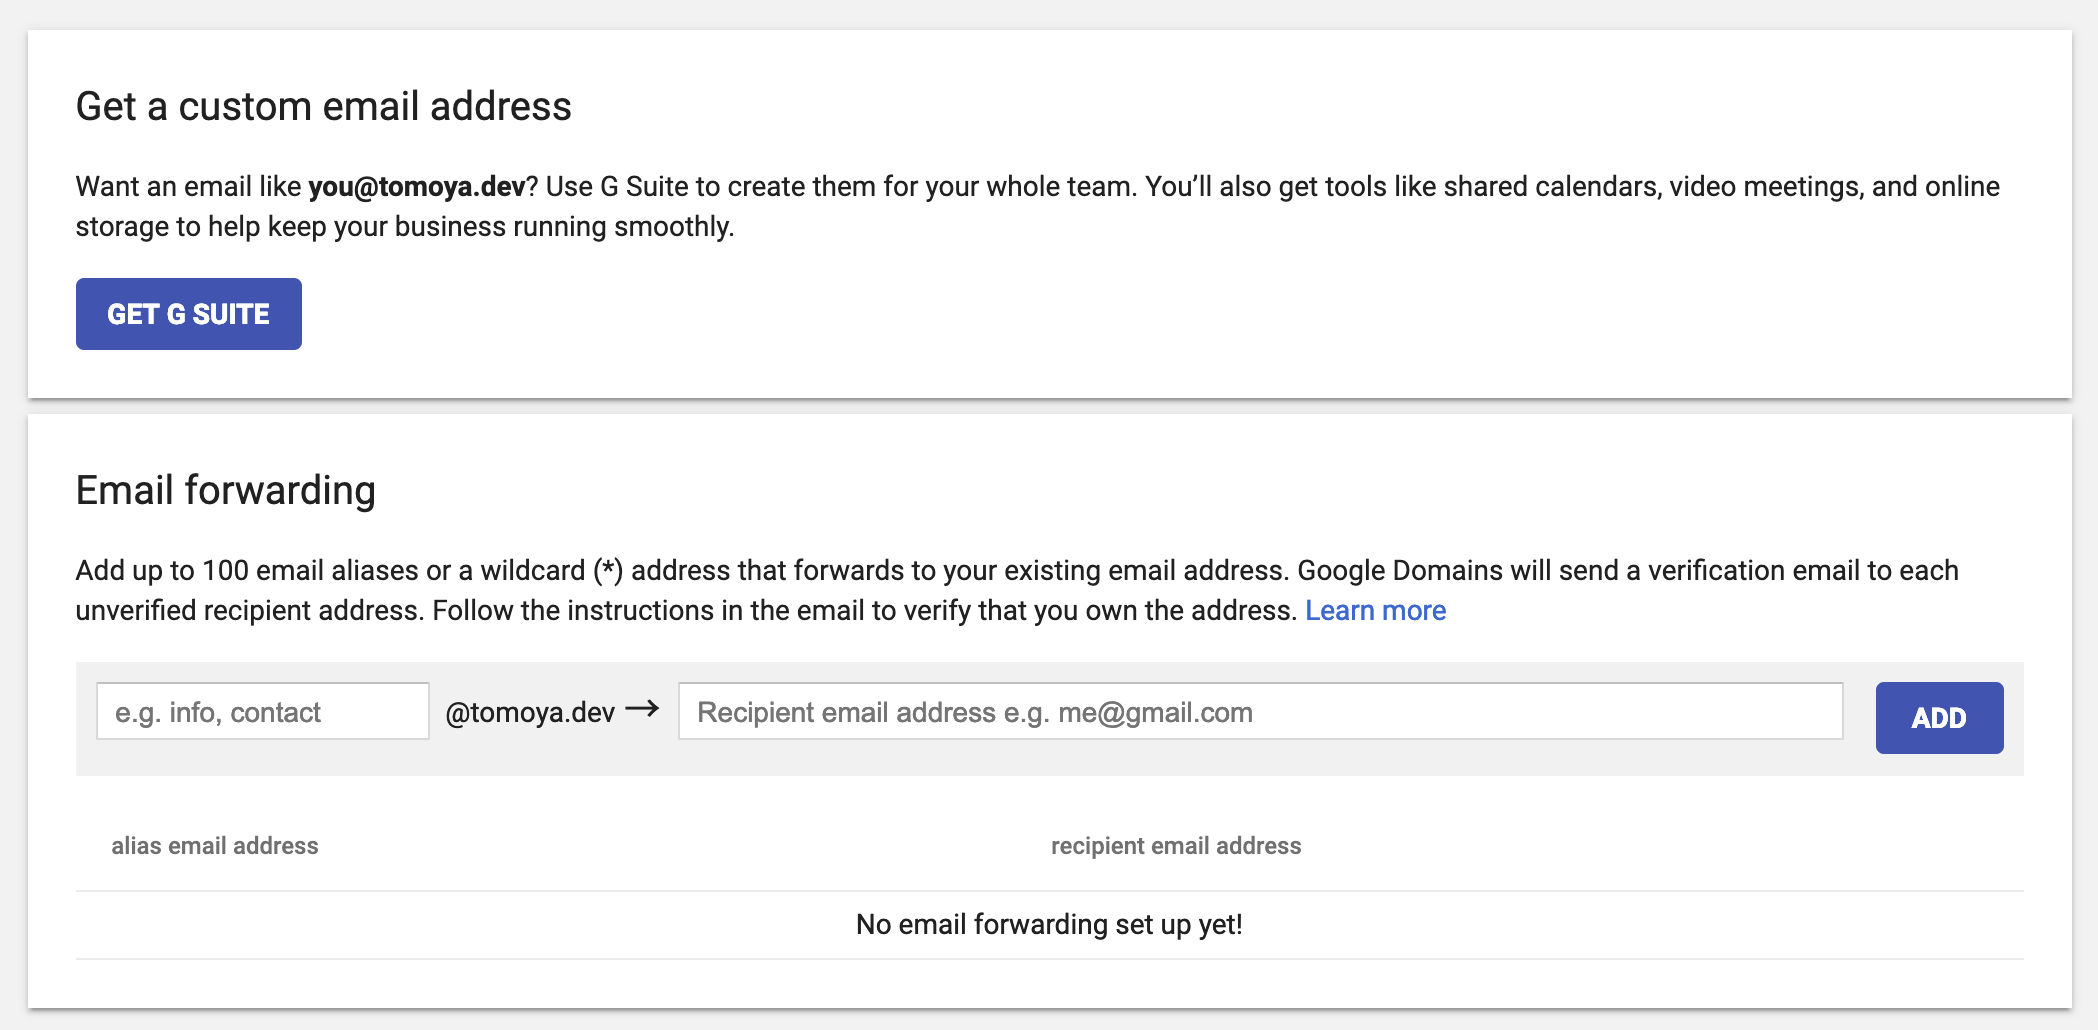 Get a custom email address
Want an email like you@tomoya.dev? Use G Suite to create them for your whole team. You’ll also get tools like shared calendars, video meetings, and online
storage to help keep your business running smoothly.
GET G SUITE
Email forwarding
Add up to 100 email aliases or a wildcard (*) address that forwards to your existing email address. Google Domains will send a verification email to each
unverified recipient address. Follow the instructions in the email to verify that you own the address. Learn more
e.g. info, contact @tomoya.dev → Recipient email address e.g. me@gmail.com ADD
alias email address recipient email address
No email forwarding set up yet!